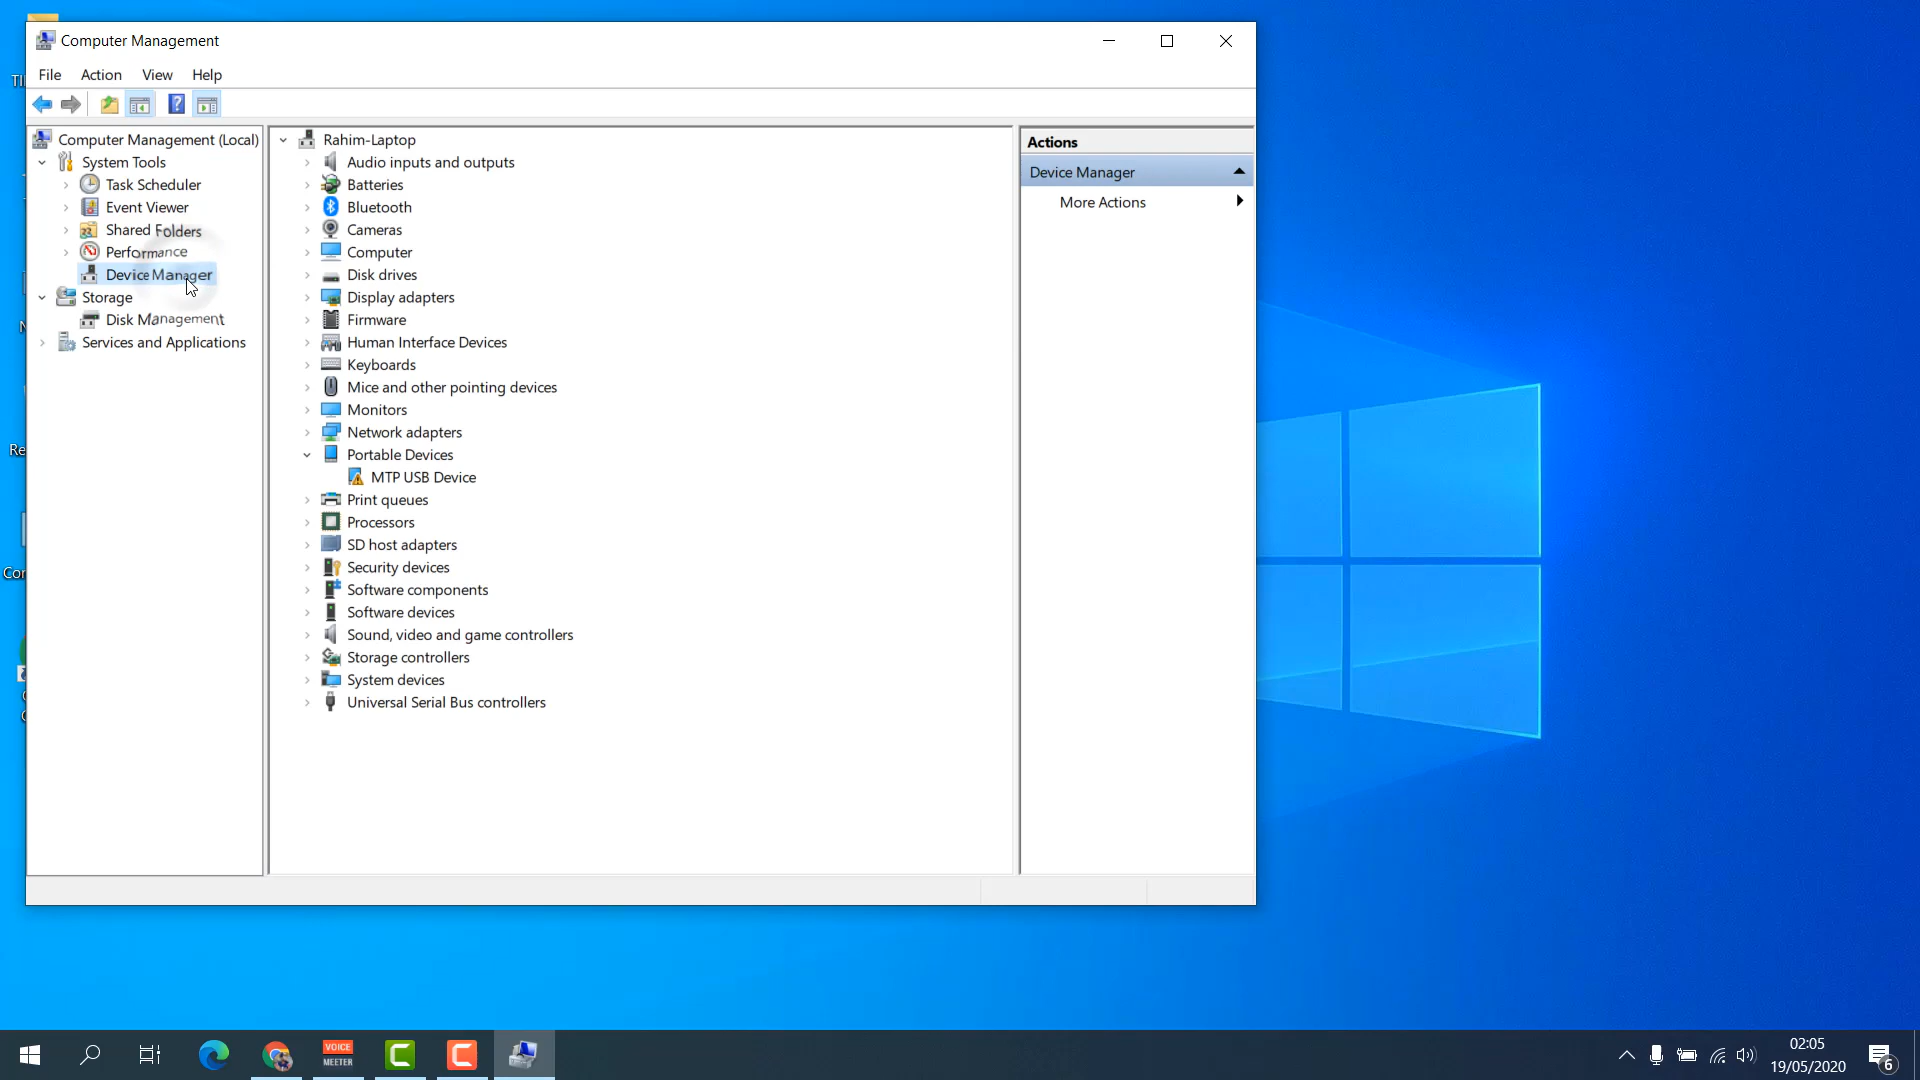 Computer Management
File Action View Help
Computer Management (Local)
System Tools
Task Scheduler
Event Viewer
Shared Folders
Performance
Device Manager
Storage
Disk Management
Services and Applications
Rahim-Laptop
Audio inputs and outputs
Batteries
Bluetooth
Cameras
Computer
Disk drives
Display adapters
Firmware
Human Interface Devices
Keyboards
Mice and other pointing devices
Monitors
Network adapters
Portable Devices
MTP USB Device
Print queues
Processors
SD host adapters
Security devices
Software components
Software devices
Sound, video and game controllers
Storage controllers
System devices
Universal Serial Bus controllers
Actions
Device Manager
More Actions
VOICE
MEETER
02:05
19/05/2020
6